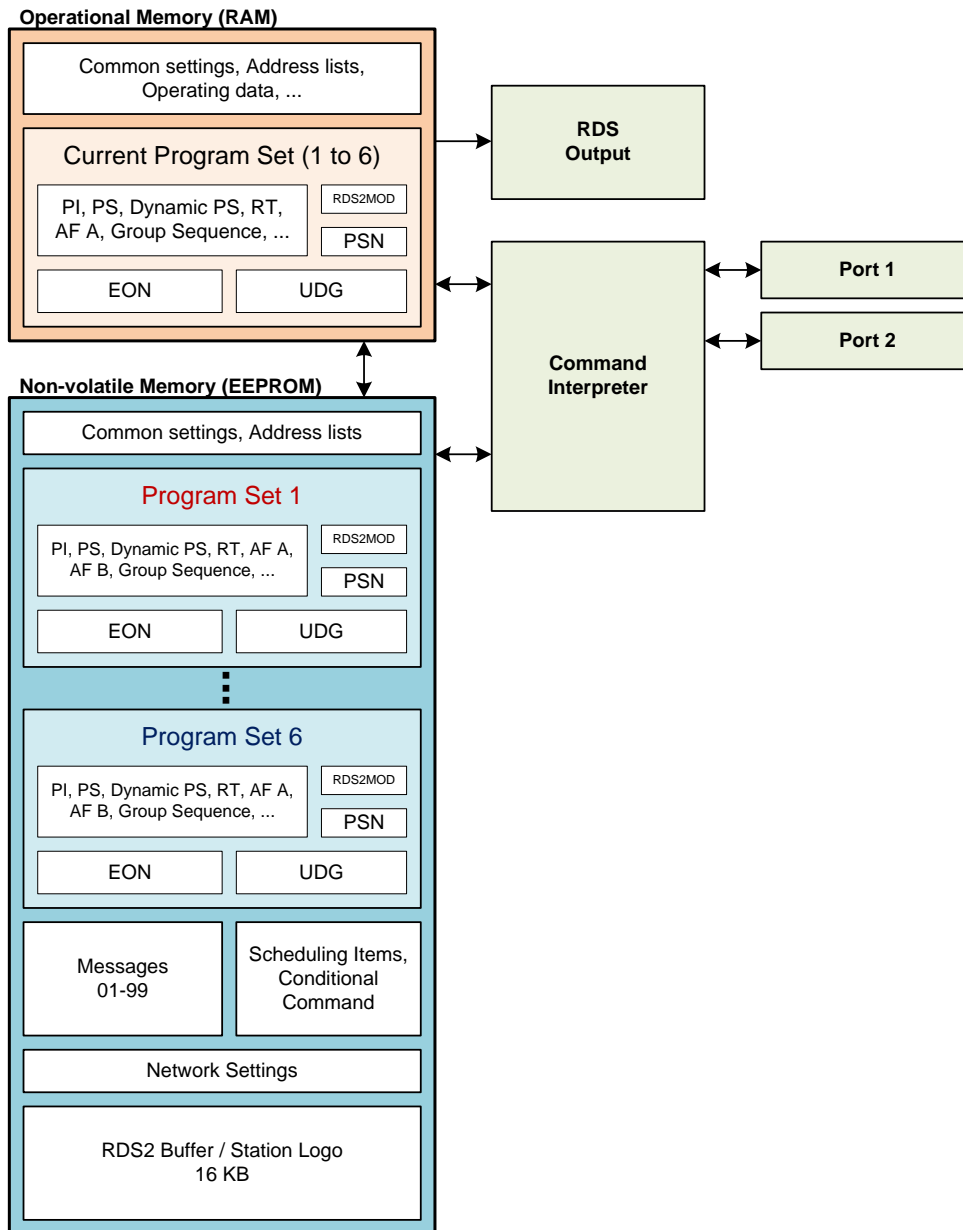 Operational Memory (RAM)
Common settings, Address lists,
Operating data, ...
Current Program Set (1 to 6)
PI, PS, Dynamic PS, RT,
AF A, Group Sequence, ...
RDS2MOD
PSN
EON
UDG
RDS
Output
Command
Interpreter
Port 1
Port 2
Non-volatile Memory (EEPROM)
Common settings, Address lists
Program Set 1
PI, PS, Dynamic PS, RT, AF A,
AF B, Group Sequence, ...
RDS2MOD
PSN
EON
UDG
Program Set 6
PI, PS, Dynamic PS, RT, AF A,
AF B, Group Sequence, ...
RDS2MOD
PSN
EON
UDG
Messages
01-99
Scheduling Items,
Conditional
Command
Network Settings
RDS2 Buffer / Station Logo
16 KB